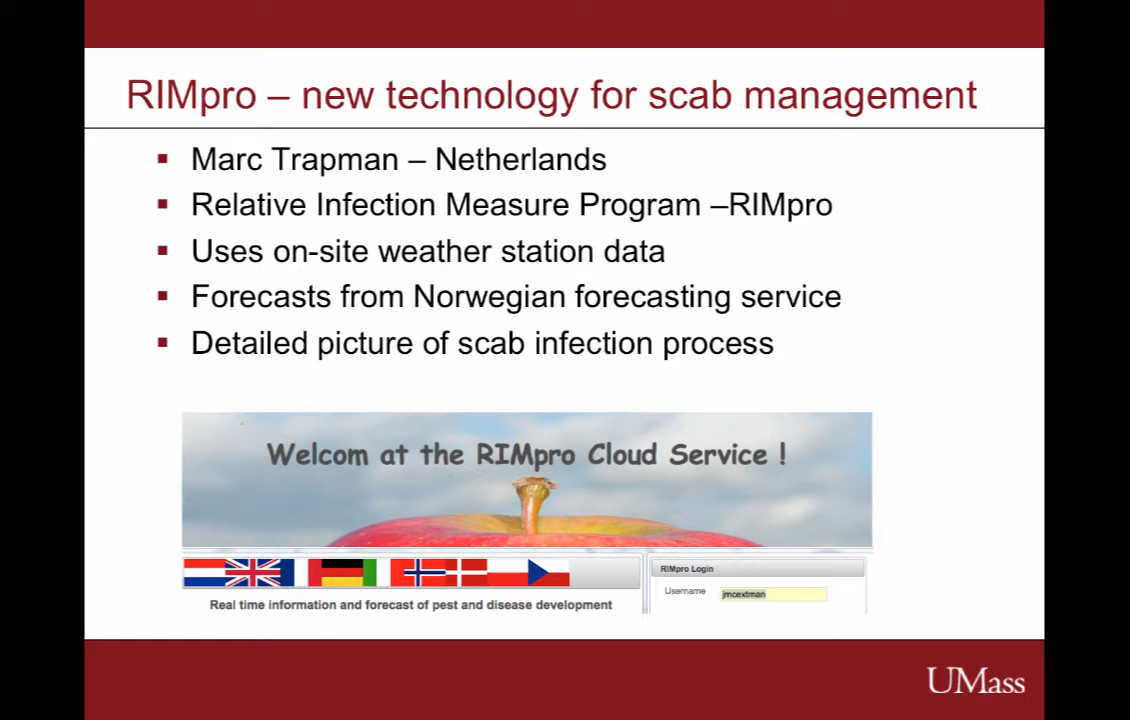 RIMpro – new technology for scab management
Marc Trapman – Netherlands
Relative Infection Measure Program –RIMpro
Uses on-site weather station data
Forecasts from Norwegian forecasting service
Detailed picture of scab infection process
Welcom at the RIMpro Cloud Service !
RIMpro Login
Username jmcextman
Real time information and forecast of pest and disease development
UMass